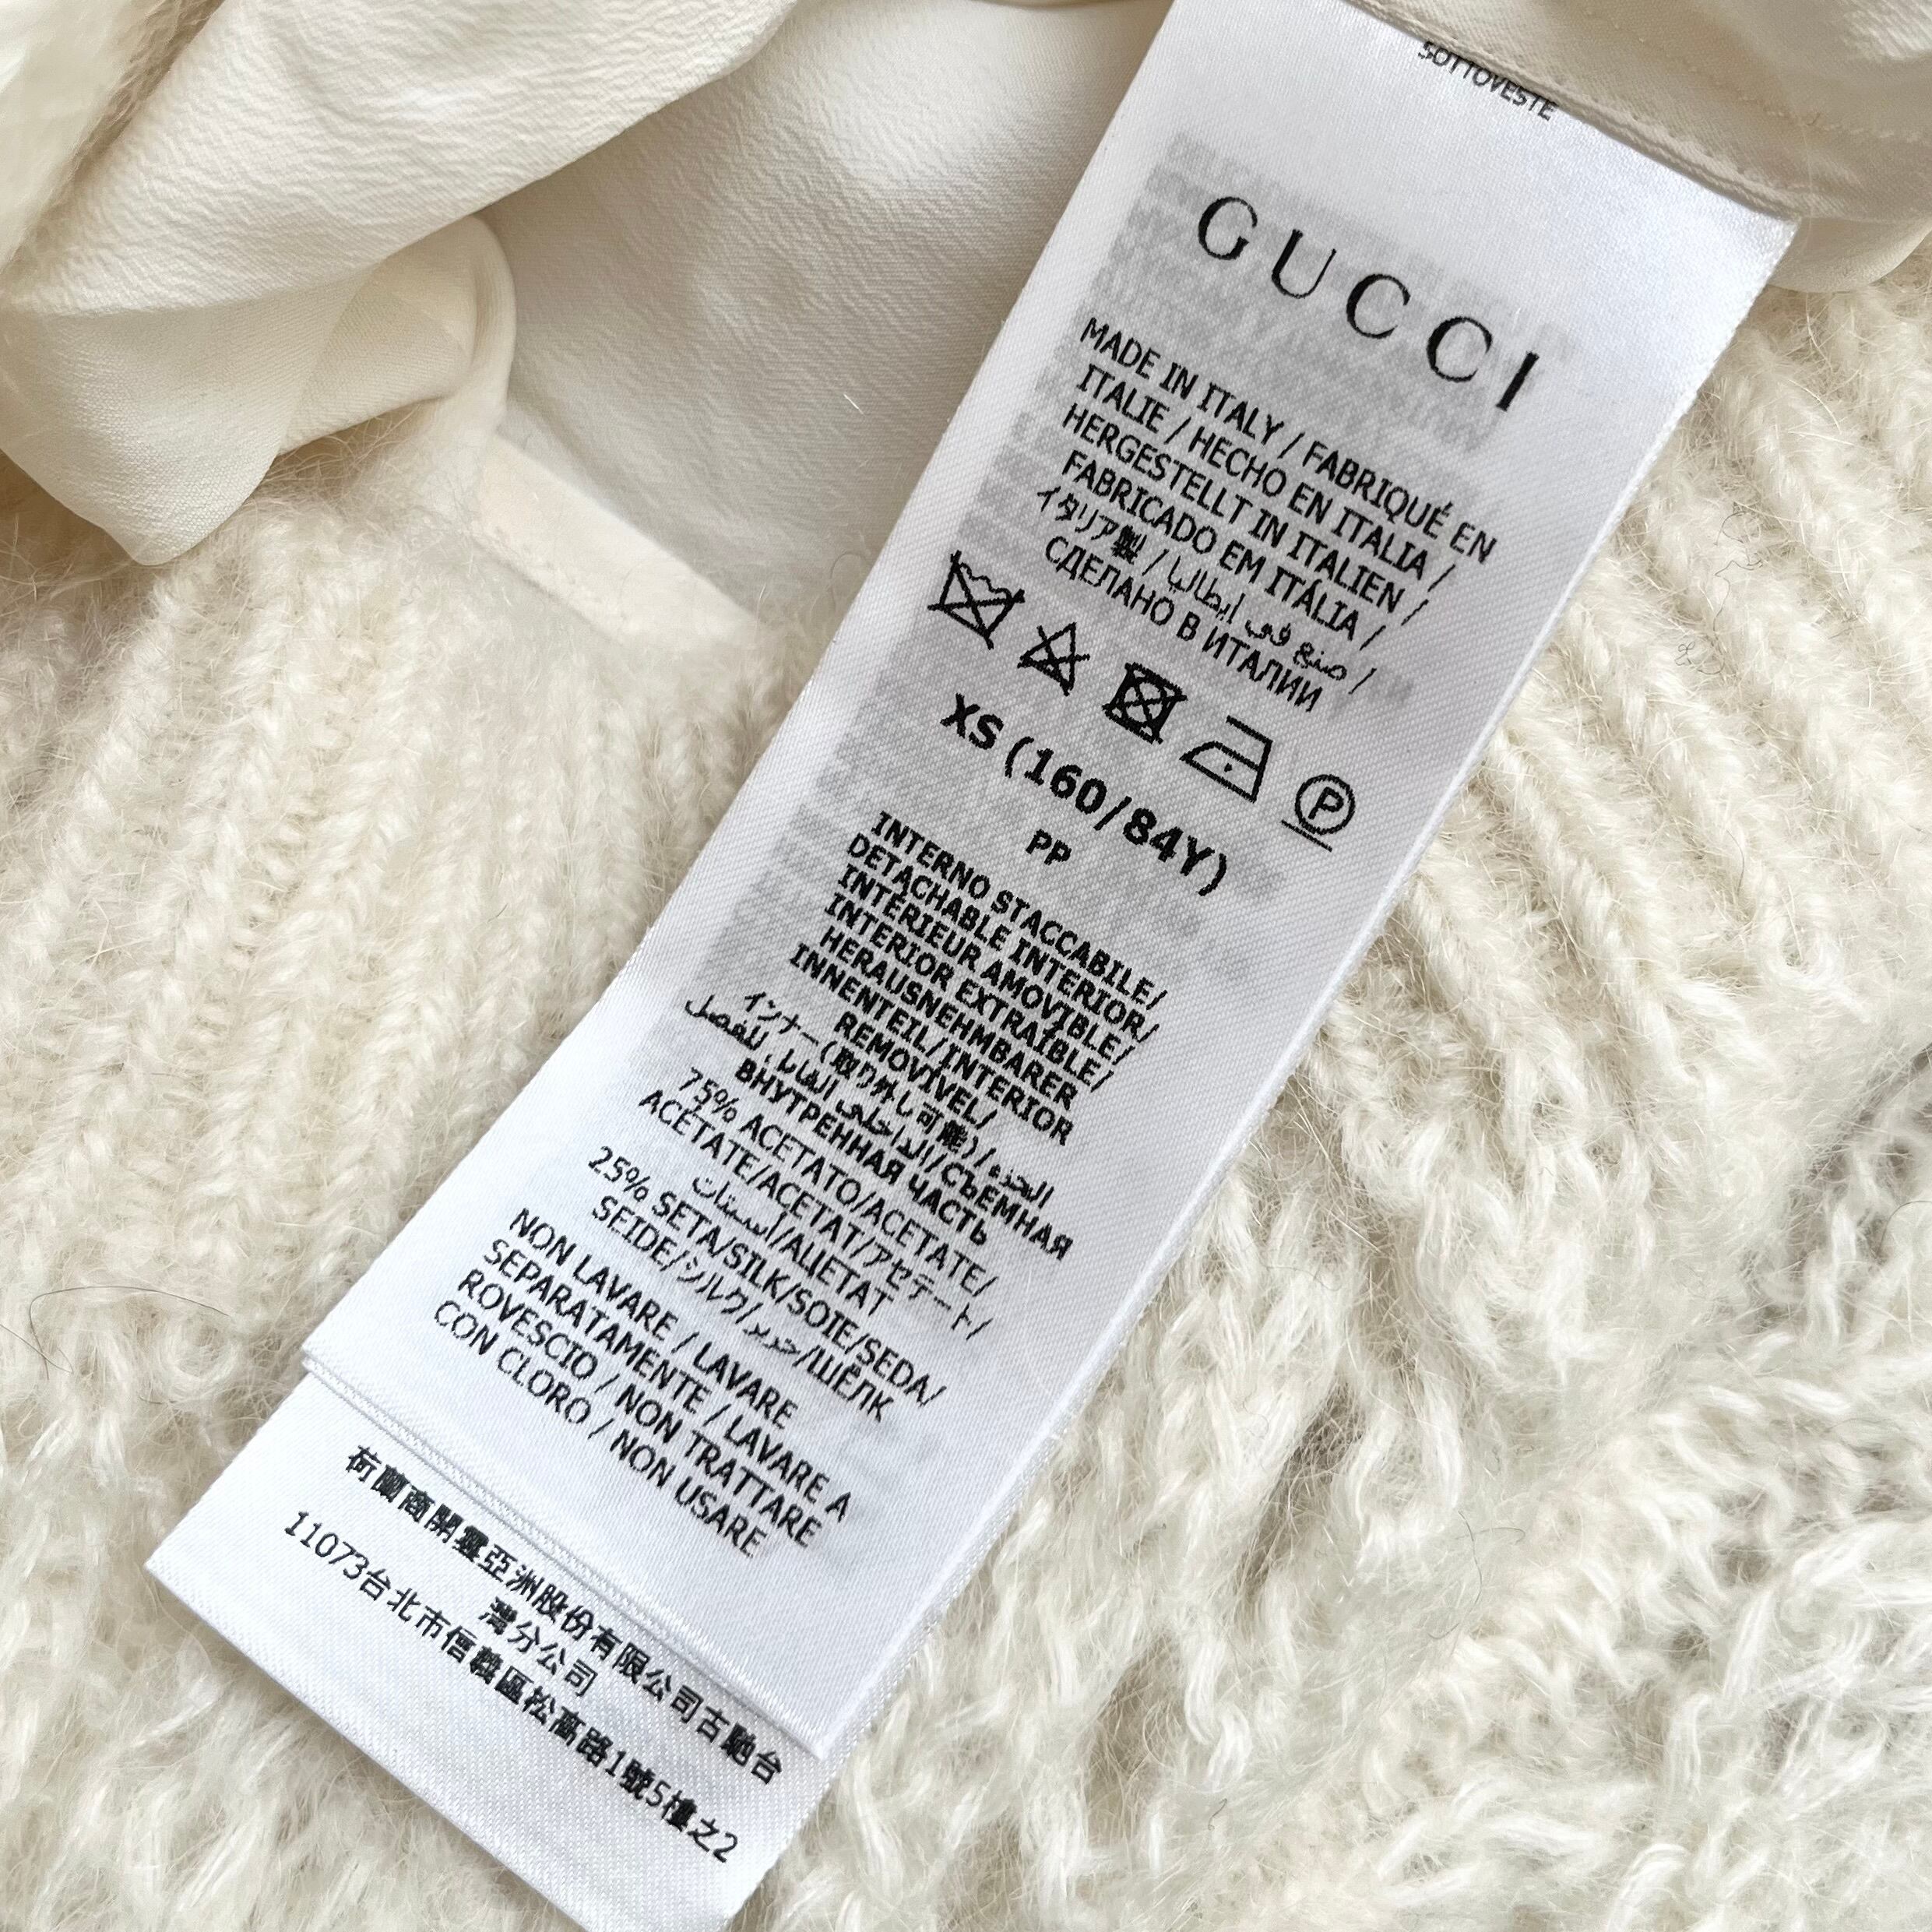 SOTTOVESTE
GUCCI
MADE IN ITALY / FABRIQUÉ EN
ITALIE / HECHO EN ITALIA /
HERGESTELLT IN ITALIEN /
FABRICADO EM ITÁLIA /
イタリア製 / صنع في إيطاليا /
СДЕЛАНО В ИТАЛИИ
P
XS (160/84Y)
PP
INTERNO STACCABILE/
DETACHABLE INTERIOR/
INTÉRIEUR AMOVIBLE/
INTERIOR EXTRAÍBLE/
HERAUSNEHMBARER
INNENTEIL/INTERIOR
REMOVÍVEL/
インナー(取り外し可能)/الجزء
الداخلي القابل للفصل/СЪЕМНАЯ
ВНУТРЕННАЯ ЧАСТЬ
75% ACETATO/ACETATE/
ACÉTATE/ACETAT/アセテート/
أسيتات/АЦЕТАТ
25% SETA/SILK/SOIE/SEDA/
SEIDE/シルク/حرير/ШЁЛК
NON LAVARE / LAVARE
SEPARATAMENTE / LAVARE A
ROVESCIO / NON TRATTARE
CON CLORO / NON USARE
荷蘭商開雲亞洲股份有限公司古馳台
灣分公司
11073台北市信義區松高路1號5樓之2